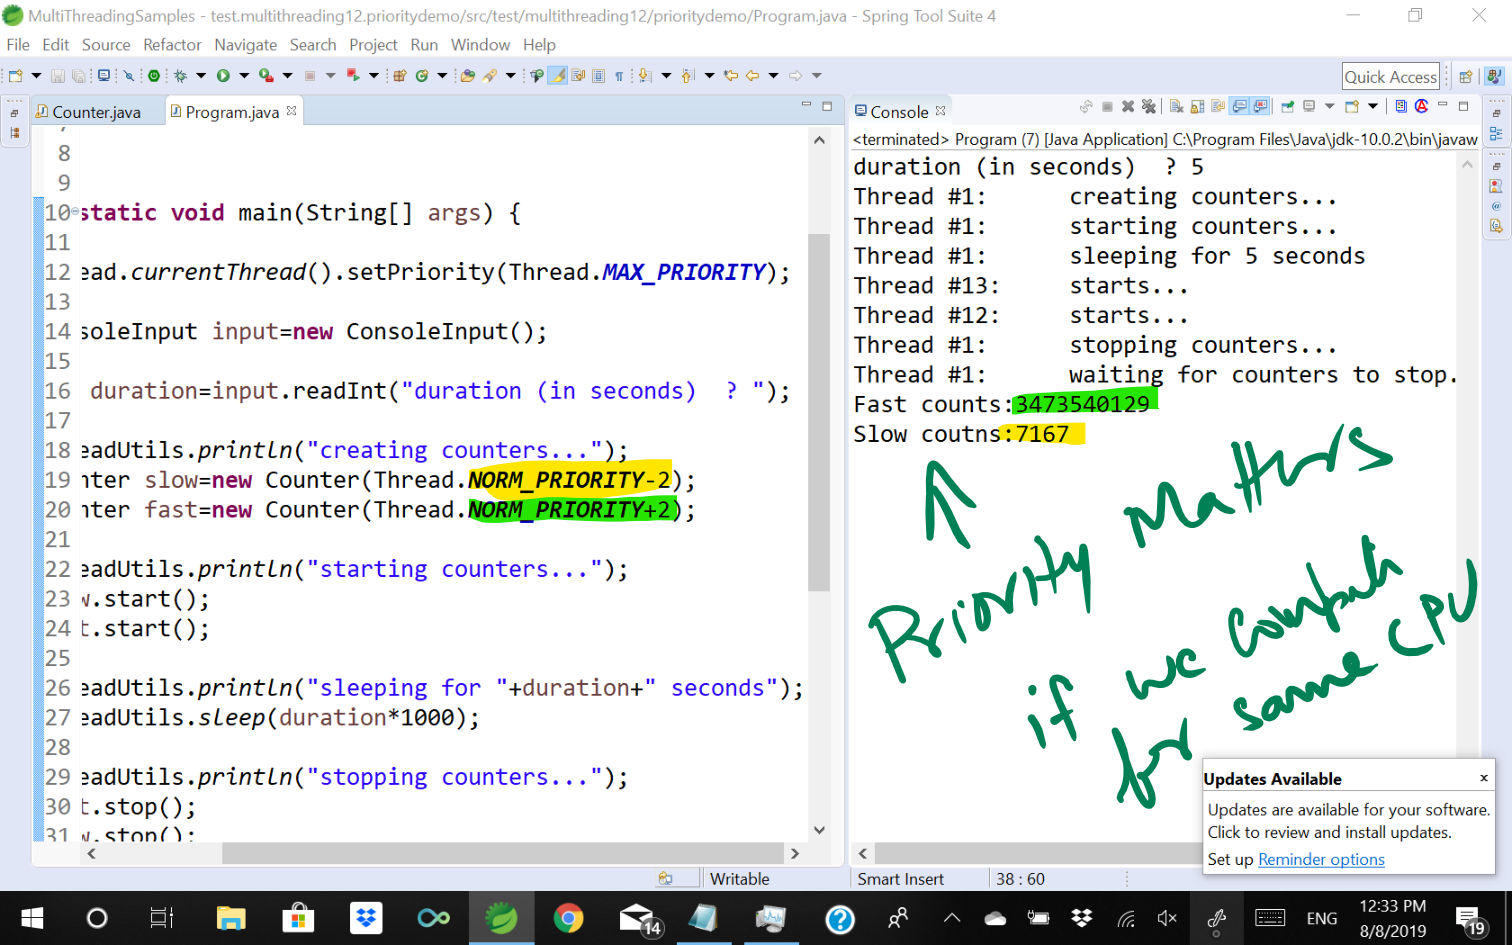 MultiThreadingSamples - test.multithreading12.prioritydemo/src/test/multithreading12/prioritydemo/Program.java - Spring Tool Suite 4
File Edit Source Refactor Navigate Search Project Run Window Help
Quick Access
Counter.java
Program.java
8
9
10 static void main(String[] args) {
11
12 ead.currentThread().setPriority(Thread.MAX_PRIORITY);
13
14 soleInput input=new ConsoleInput();
15
16 duration=input.readInt("duration (in seconds)  ? ");
17
18 eadUtils.println("creating counters...");
19 nter slow=new Counter(Thread.NORM_PRIORITY-2);
20 nter fast=new Counter(Thread.NORM_PRIORITY+2);
21
22 eadUtils.println("starting counters...");
23 w.start();
24 t.start();
25
26 eadUtils.println("sleeping for "+duration+" seconds");
27 eadUtils.sleep(duration*1000);
28
29 eadUtils.println("stopping counters...");
30 t.stop();
31 w.stop();
Console
<terminated> Program (7) [Java Application] C:\Program Files\Java\jdk-10.0.2\bin\javaw
duration (in seconds)  ? 5
Thread #1: creating counters...
Thread #1: starting counters...
Thread #1: sleeping for 5 seconds
Thread #13: starts...
Thread #12: starts...
Thread #1: stopping counters...
Thread #1: waiting for counters to stop.
Fast counts:3473540129
Slow coutns:7167
Priority Matters
if we compete
for same CPU
Updates Available
Updates are available for your software.
Click to review and install updates.
Set up Reminder options
Writable
Smart Insert
38 : 60
14
ENG
12:33 PM
8/8/2019
19